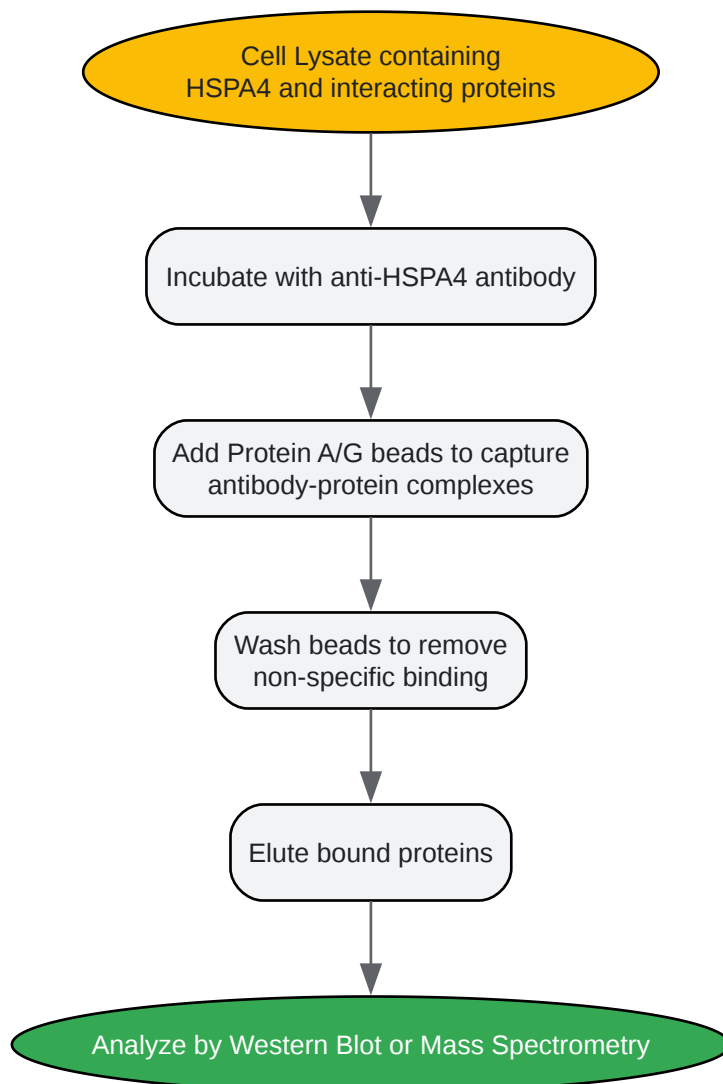 Cell Lysate containing
HSPA4 and interacting proteins
Incubate with anti-HSPA4 antibody
Add Protein A/G beads to capture
antibody-protein complexes
Wash beads to remove
non-specific binding
Elute bound proteins
Analyze by Western Blot or Mass Spectrometry